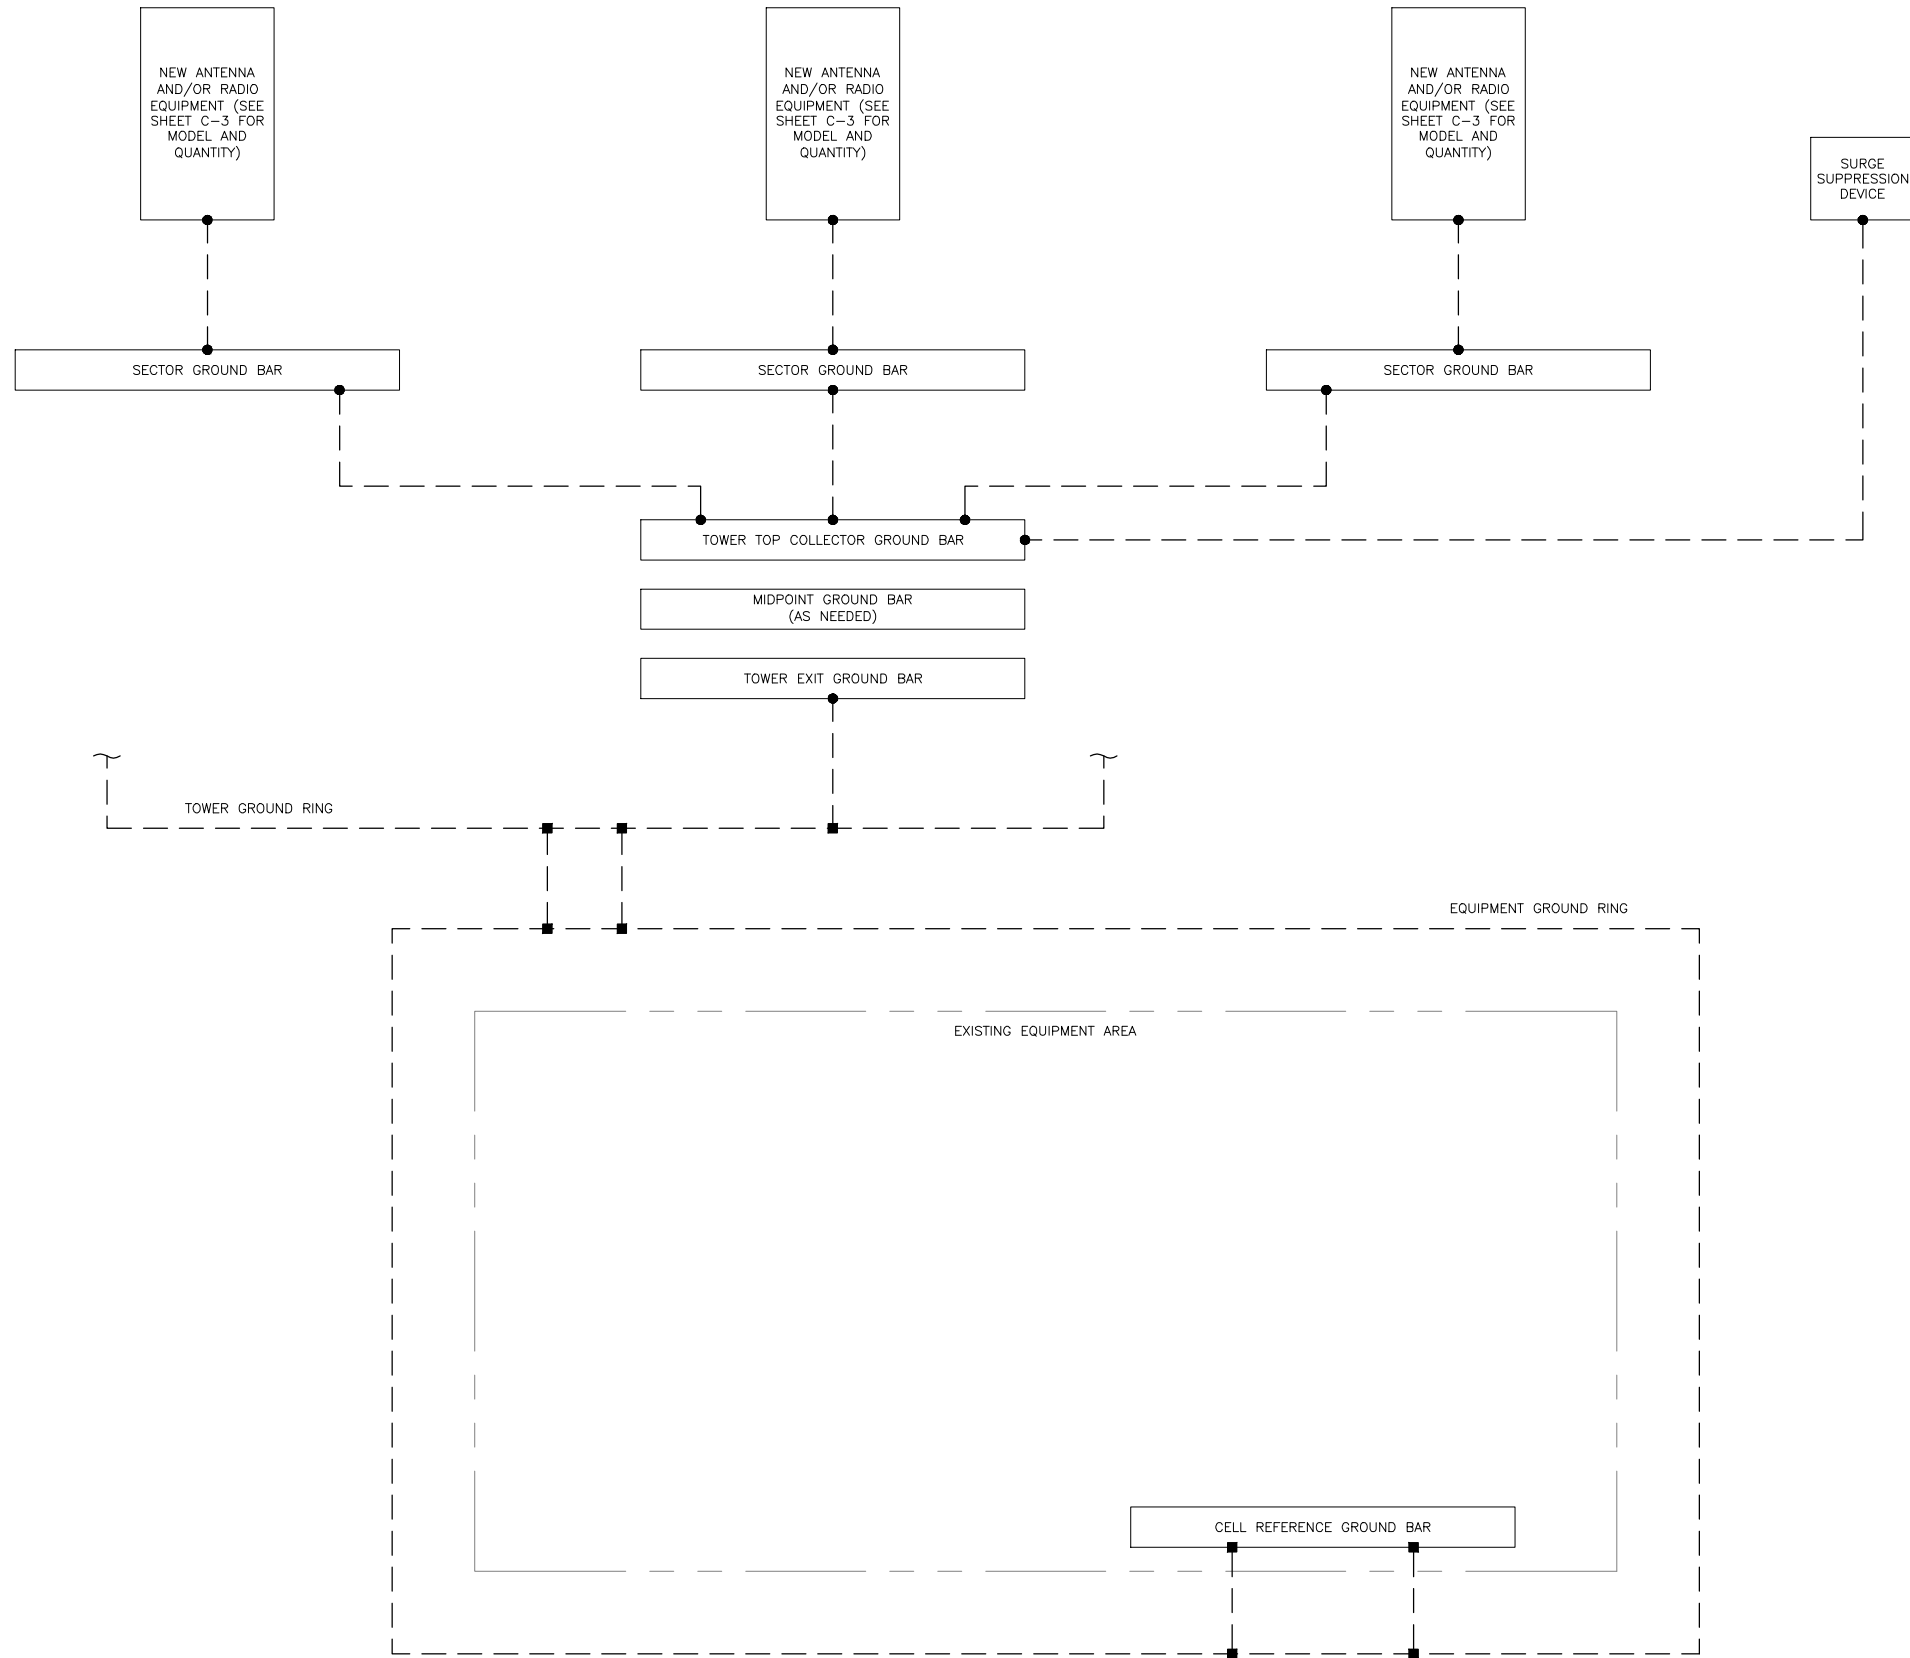 NEW ANTENNA
AND/OR RADIO
EQUIPMENT (SEE
SHEET C-3 FOR
MODEL AND
QUANTITY)
NEW ANTENNA
AND/OR RADIO
EQUIPMENT (SEE
SHEET C-3 FOR
MODEL AND
QUANTITY)
NEW ANTENNA
AND/OR RADIO
EQUIPMENT (SEE
SHEET C-3 FOR
MODEL AND
QUANTITY)
SURGE
SUPPRESSION
DEVICE
SECTOR GROUND BAR
SECTOR GROUND BAR
SECTOR GROUND BAR
TOWER TOP COLLECTOR GROUND BAR
MIDPOINT GROUND BAR
(AS NEEDED)
TOWER EXIT GROUND BAR
TOWER GROUND RING
EQUIPMENT GROUND RING
EXISTING EQUIPMENT AREA
CELL REFERENCE GROUND BAR